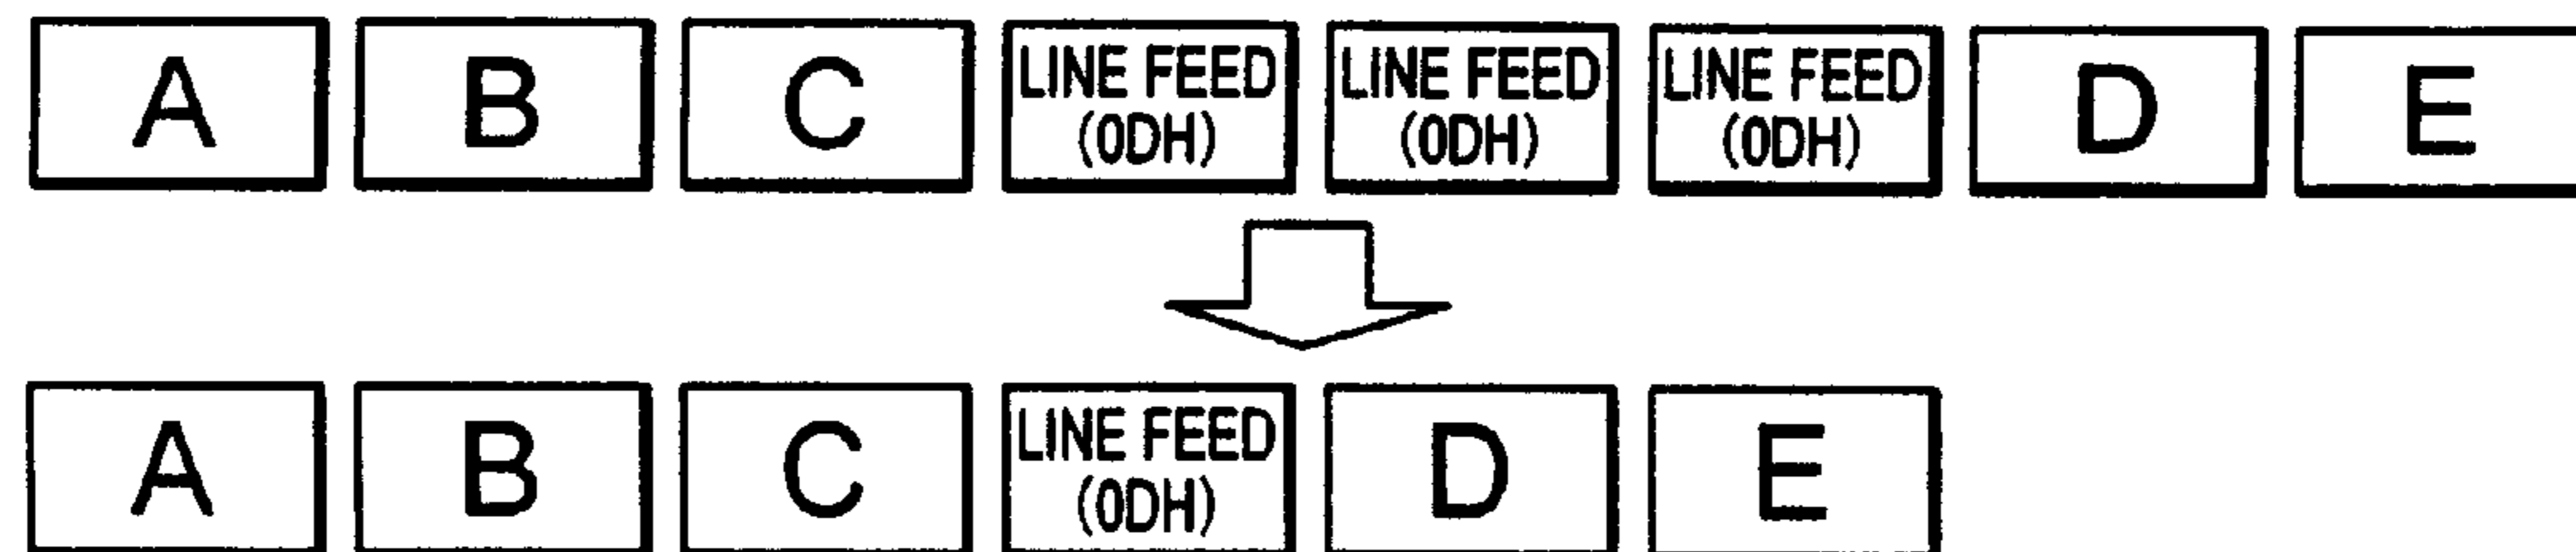 A B C LINE FEED (0DH) LINE FEED (0DH) LINE FEED (0DH) D E
A B C LINE FEED (0DH) D E